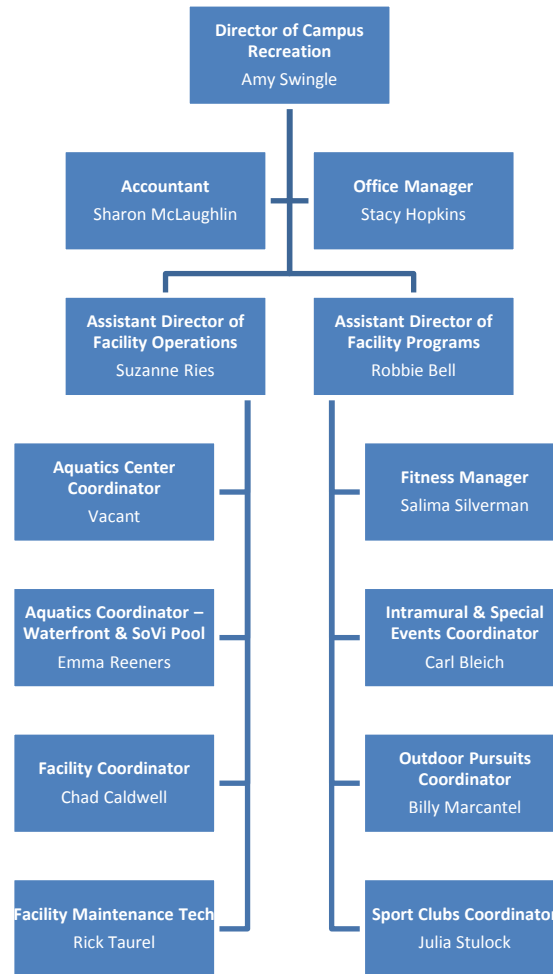 Director of Campus
Recreation
Amy Swingle
Accountant
Sharon McLaughlin
Office Manager
Stacy Hopkins
Assistant Director of
Facility Operations
Suzanne Ries
Assistant Director of
Facility Programs
Robbie Bell
Aquatics Center
Coordinator
Vacant
Fitness Manager
Salima Silverman
Aquatics Coordinator –
Waterfront & SoVi Pool
Emma Reeners
Intramural & Special
Events Coordinator
Carl Bleich
Facility Coordinator
Chad Caldwell
Outdoor Pursuits
Coordinator
Billy Marcantel
Facility Maintenance Tech
Rick Taurel
Sport Clubs Coordinator
Julia Stulock